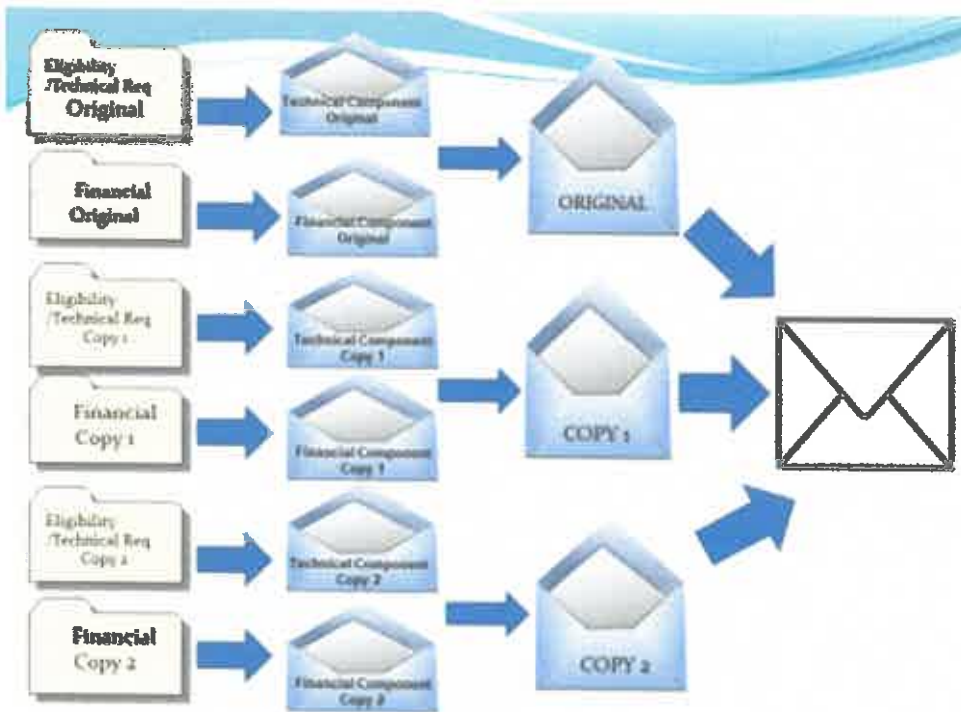 Eligibility
/Technical Req
Original
Technical Component
Original
ORIGINAL
Financial
Original
Financial Component
Original
Eligibility
/Technical Req
Copy 1
Technical Component
Copy 1
COPY 1
Financial
Copy 1
Financial Component
Copy 1
Eligibility
/Technical Req
Copy 2
Technical Component
Copy 2
COPY 2
Financial
Copy 2
Financial Component
Copy 2